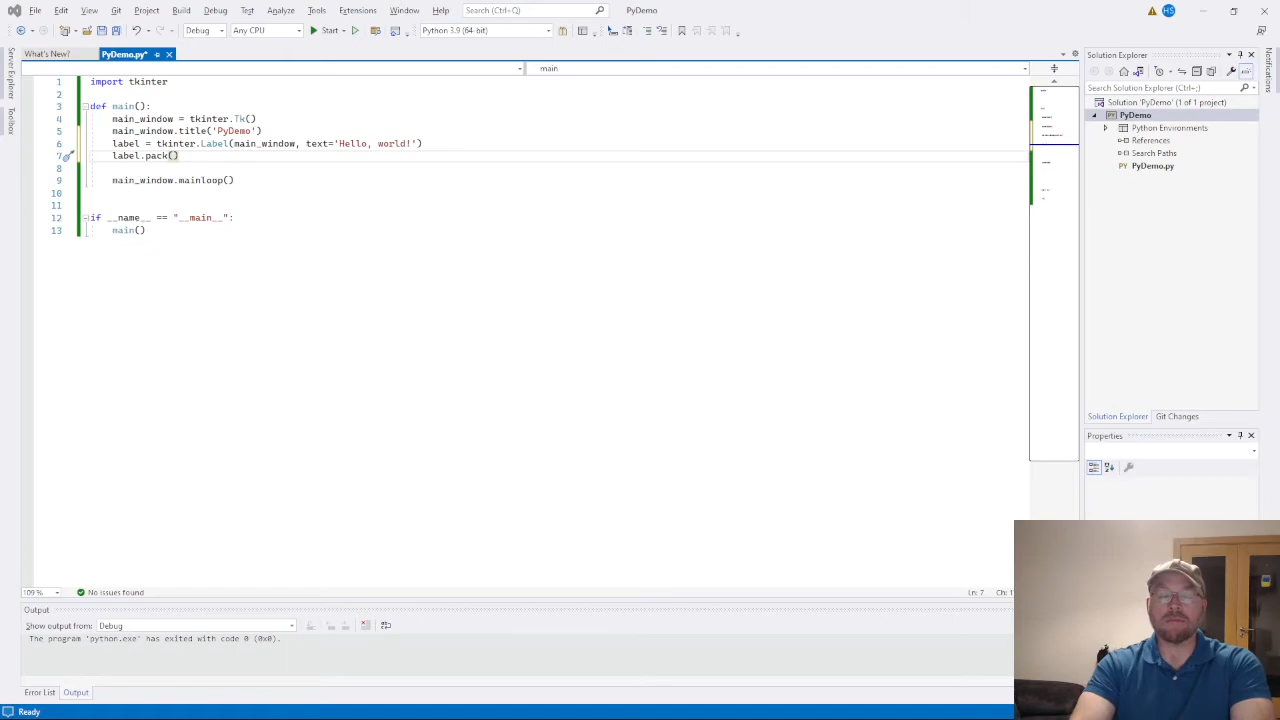 File Edit View Git Project Build Debug Test Analyze Tools Extensions Window Help Search (Ctrl+Q) PyDemo HS
Debug Any CPU Start Python 3.9 (64-bit)
Server Explorer
Toolbox
What's New? PyDemo.py*
main
1 import tkinter
2
3 def main():
4 main_window = tkinter.Tk()
5 main_window.title('PyDemo')
6 label = tkinter.Label(main_window, text='Hello, world!')
7 label.pack()
8
9 main_window.mainloop()
10
11
12 if __name__ == "__main__":
13 main()
109 % No issues found Ln: 7
Output
Show output from: Debug
The program 'python.exe' has exited with code 0 (0x0).
Error List Output
Ready
Solution Explorer
Search Solution Explorer (Ctrl+;)
Solution 'PyDemo' (1 of 1 project)
PyDemo
Python Environments
References
Search Paths
PyDemo.py
Solution Explorer Git Changes
Properties
Notifications